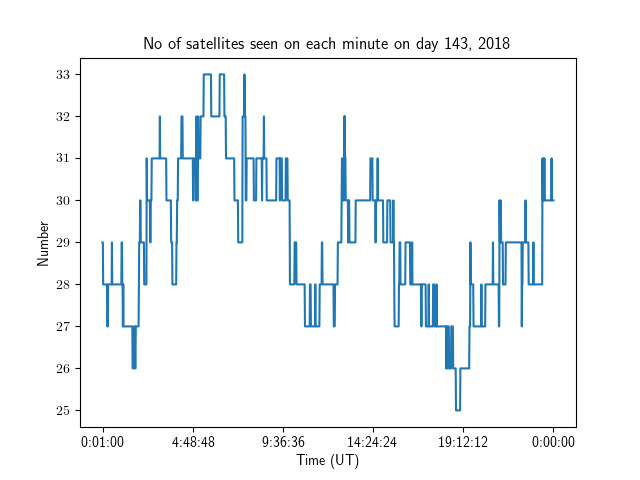 No of satellites seen on each minute on day 143, 2018
33
32
31
30
29
28
27
26
25
Number
0:01:00 4:48:48 9:36:36 14:24:24 19:12:12 0:00:00
Time (UT)